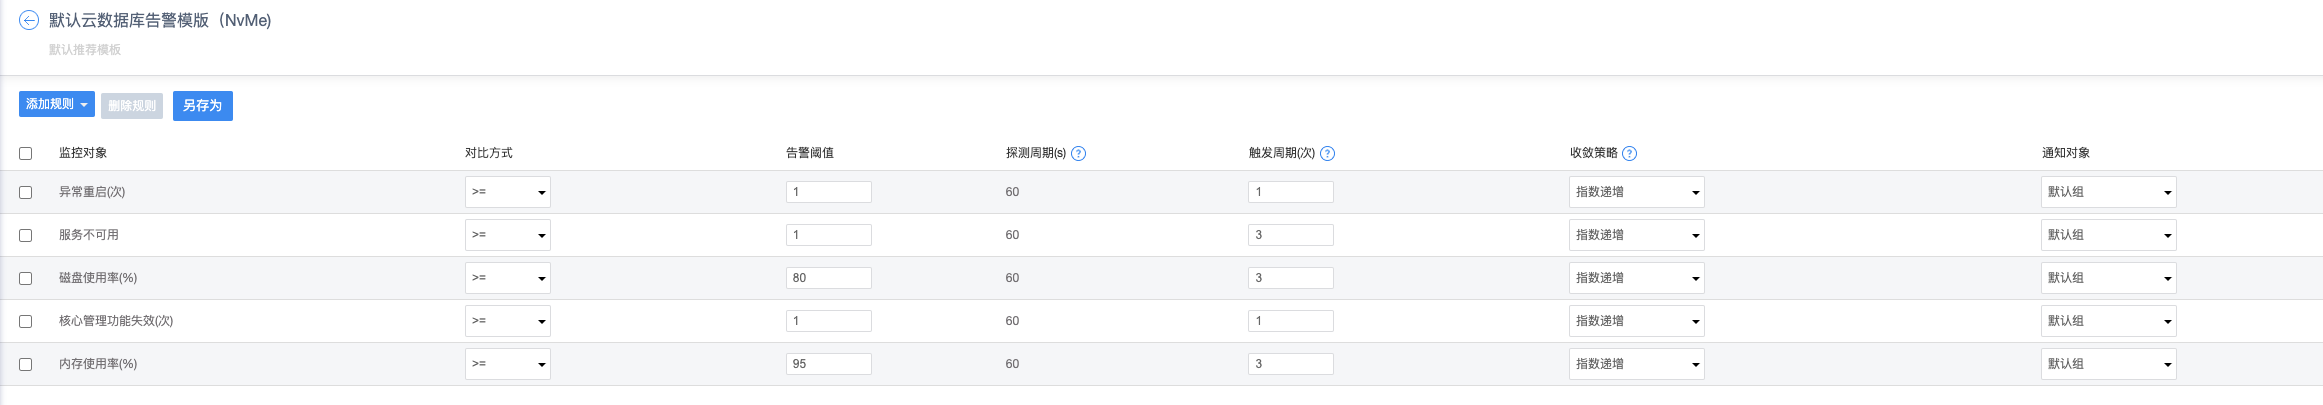 默认云数据库告警模版（NvMe)
默认推荐模板
添加规则 删除规则 另存为
监控对象 对比方式 告警阈值 探测周期(s) ? 触发周期(次) ? 收敛策略 ? 通知对象
异常重启(次) >= 1 60 1 指数递增 默认组
服务不可用 >= 1 60 3 指数递增 默认组
磁盘使用率(%) >= 80 60 3 指数递增 默认组
核心管理功能失效(次) >= 1 60 1 指数递增 默认组
内存使用率(%) >= 95 60 3 指数递增 默认组